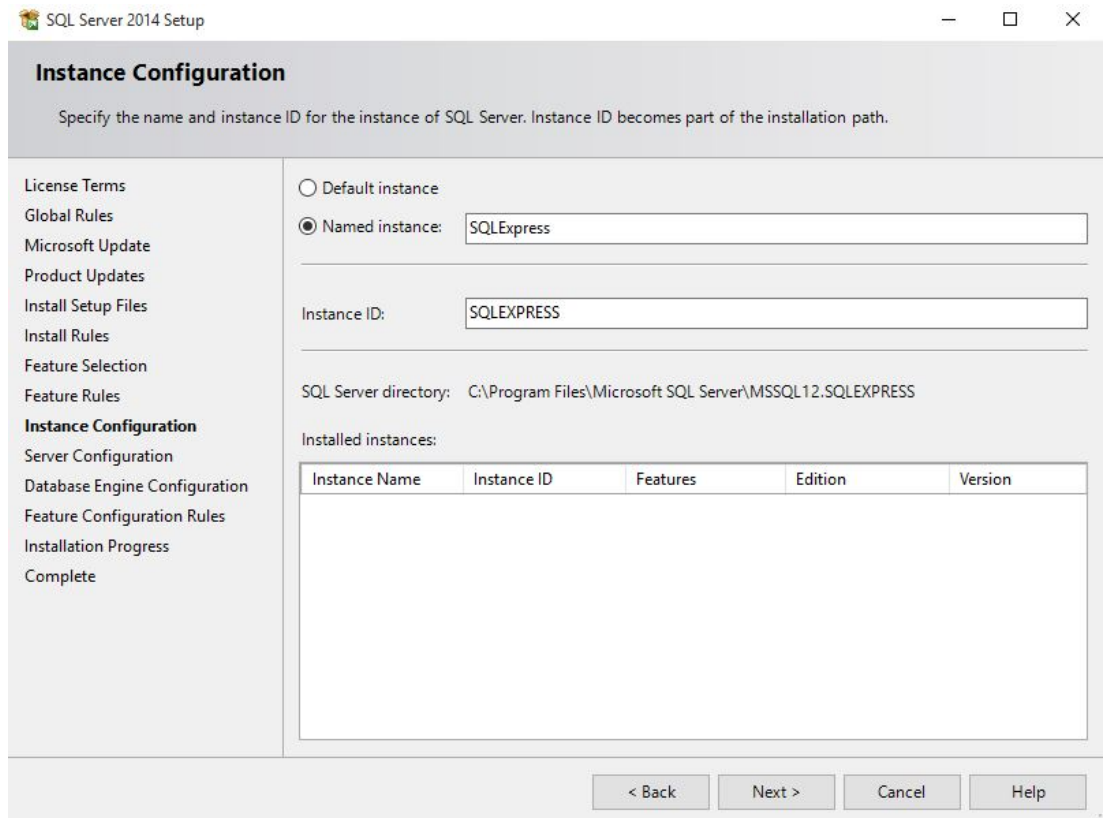 SQL Server 2014 Setup
Instance Configuration
Specify the name and instance ID for the instance of SQL Server. Instance ID becomes part of the installation path.
License Terms
Global Rules
Microsoft Update
Product Updates
Install Setup Files
Install Rules
Feature Selection
Feature Rules
Instance Configuration
Server Configuration
Database Engine Configuration
Feature Configuration Rules
Installation Progress
Complete
Default instance
Named instance: SQLExpress
Instance ID: SQLEXPRESS
SQL Server directory: C:\Program Files\Microsoft SQL Server\MSSQL12.SQLEXPRESS
Installed instances:
Instance Name Instance ID Features Edition Version
< Back Next > Cancel Help